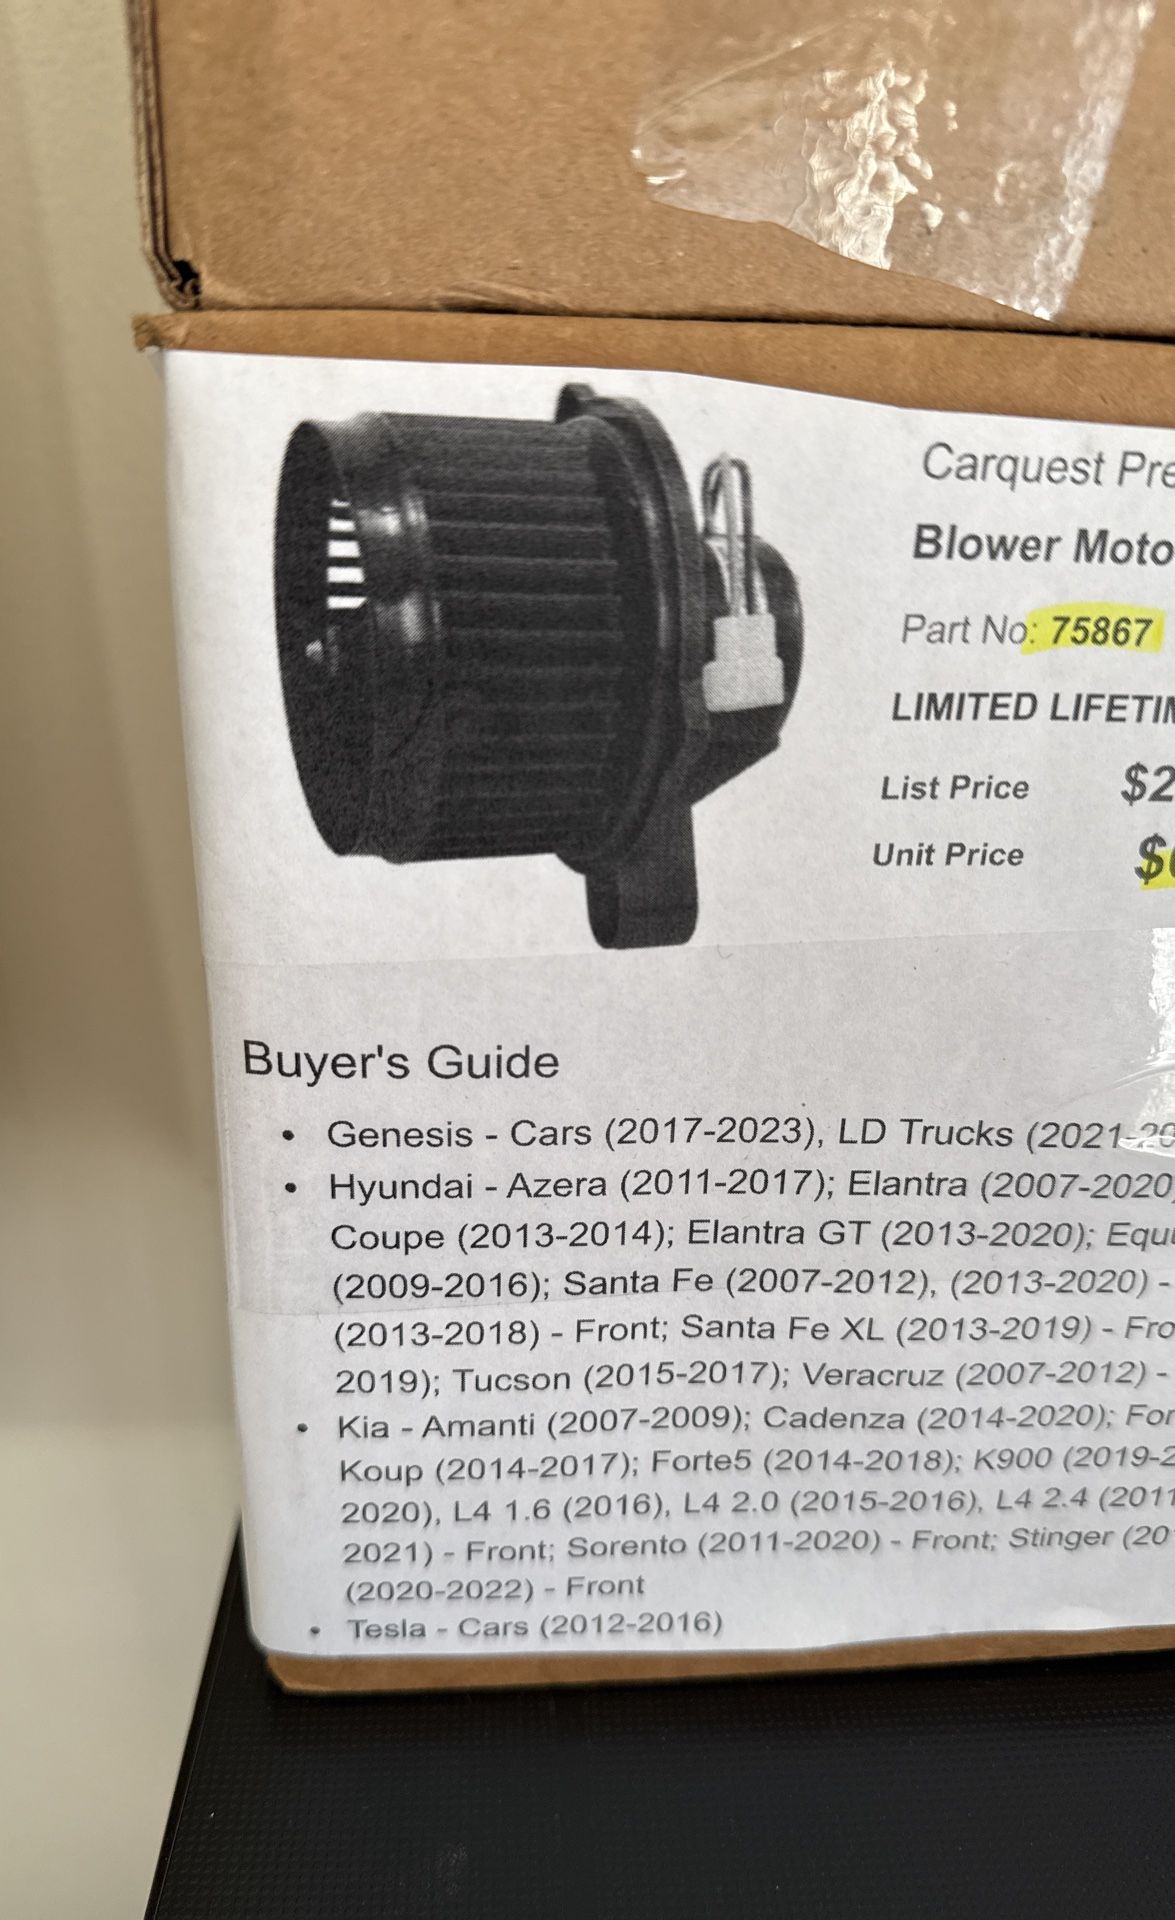 Carquest
Blower
Part No: 75867
LIMITED
List Price
Unit Price
Buyer's Guide
• Genesis - Cars (2017-2023), LD Trucks
• Hyundai - Azera (2011-2017); Elantra (2007-2020
Coupe (2013-2014); Elantra GT (2013-2020);
(2009-2016); Santa Fe (2007-2012), (2013-2020) -
(2013-2018) - Front; Santa Fe XL (2013-2019) -
2019); Tucson (2015-2017); Veracruz (2007-2012) -
• Kia - Amanti (2007-2009); Cadenza (2014-2020);
Koup (2014-2017); Forte5 (2014-2018); K900
2020), L4 1.6 (2016), L4 2.0 (2015-2016), L4 2.4
2021) - Front; Sorento (2011-2020) - Front; Stinger
(2020-2022) - Front
• Tesla - Cars (2012-2016)